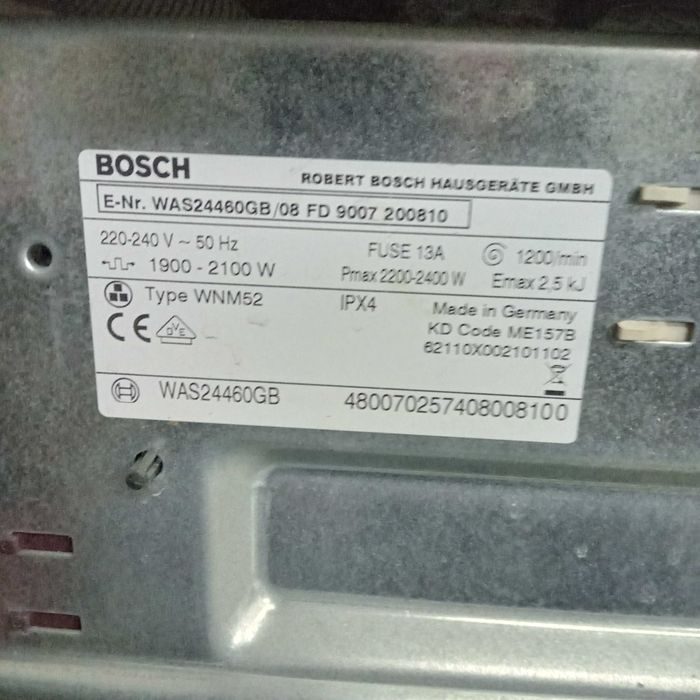 BOSCH
ROBERT BOSCH HAUSGERÄTE GMBH
E-Nr. WAS24460GB/08 FD 9007 200810
220-240 V ~ 50 Hz FUSE 13A 1200/min
1900 - 2100 W Pmax 2200-2400 W Emax 2,5 kJ
Type WNM52 IPX4 Made in Germany
KD Code ME157B
CE DVE 62110X002101102
WAS24460GB 480070257408008100